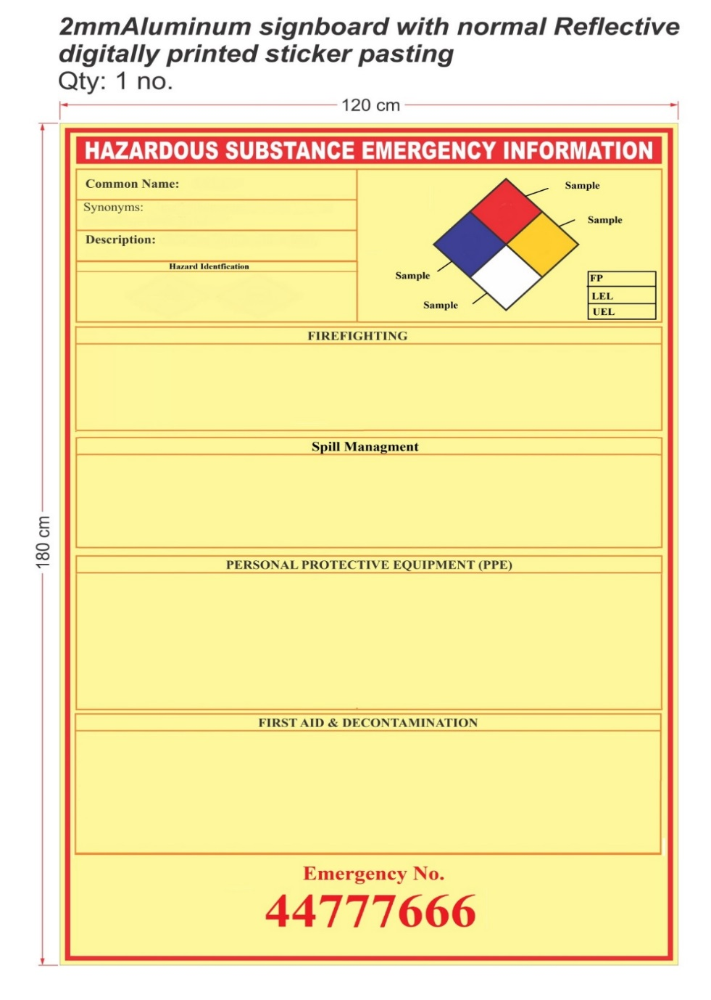 2mmAluminum signboard with normal Reflective
digitally printed sticker pasting
Qty: 1 no.
120 cm
180 cm
HAZARDOUS SUBSTANCE EMERGENCY INFORMATION
Common Name:
Synonyms:
Description:
Hazard Identfication
Sample
Sample
Sample
Sample
FP
LEL
UEL
FIREFIGHTING
Spill Managment
PERSONAL PROTECTIVE EQUIPMENT (PPE)
FIRST AID & DECONTAMINATION
Emergency No.
44777666